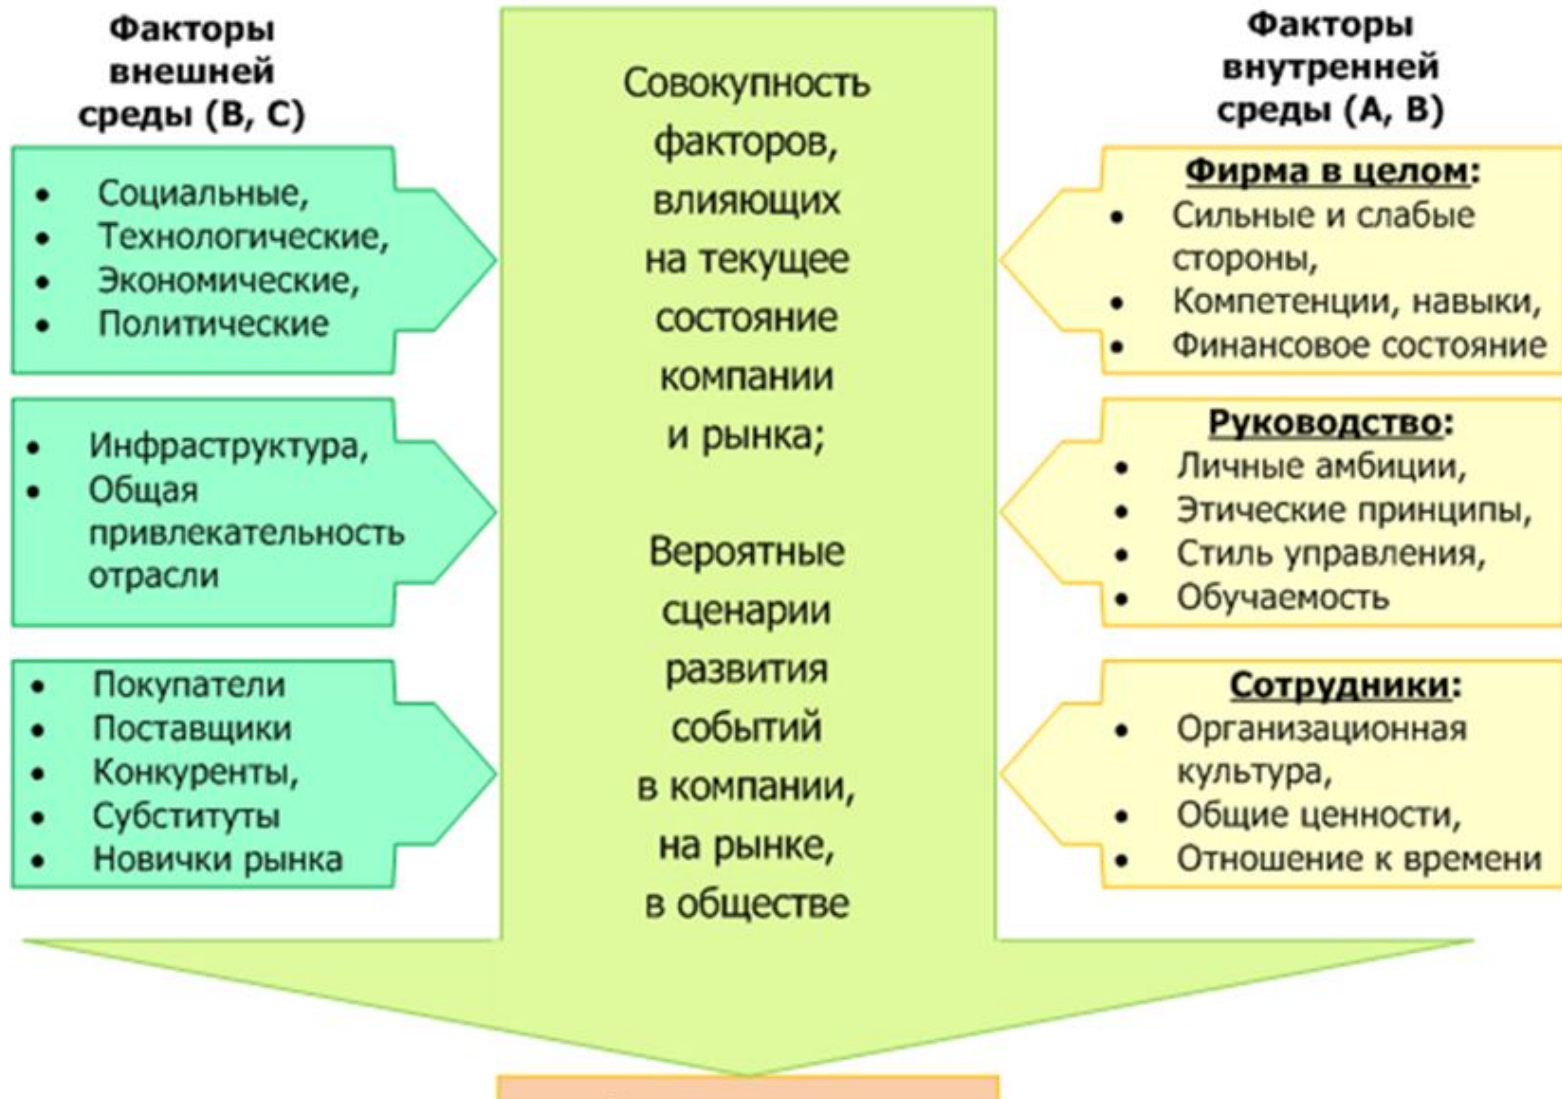 Факторы
внешней
среды (В, С)
• Социальные,
• Технологические,
• Экономические,
• Политические
• Инфраструктура,
• Общая
привлекательность
отрасли
• Покупатели
• Поставщики
• Конкуренты,
• Субституты
• Новички рынка
Совокупность
факторов,
влияющих
на текущее
состояние
компании
и рынка;
Вероятные
сценарии
развития
событий
в компании,
на рынке,
в обществе
Факторы
внутренней
среды (А, В)
Фирма в целом:
• Сильные и слабые
стороны,
• Компетенции, навыки,
• Финансовое состояние
Руководство:
• Личные амбиции,
• Этические принципы,
• Стиль управления,
• Обучаемость
Сотрудники:
• Организационная
культура,
• Общие ценности,
• Отношение к времени